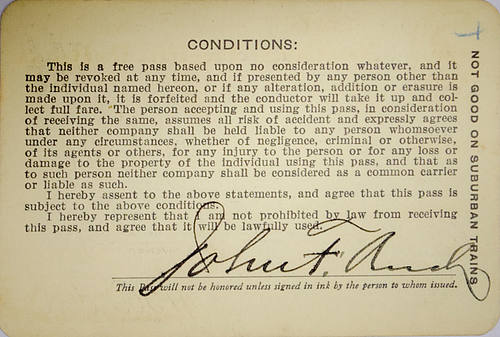 CONDITIONS:
This is a free pass based upon no consideration whatever, and it
may be revoked at any time, and if presented by any person other than
the individual named hereon, or if any alteration, addition or erasure is
made upon it, it is forfeited and the conductor will take it up and col-
lect full fare. The person accepting and using this pass, in consideration
of receiving the same, assumes all risk of accident and expressly agrees
that neither company shall be held liable to any person whomsoever
under any circumstances, whether of negligence, criminal or otherwise,
of its agents or others, for any injury to the person or for any loss or
damage to the property of the individual using this pass, and that as
to such person neither company shall be considered as a common carrier
or liable as such.
I hereby assent to the above statements, and agree that this pass is
subject to the above conditions.
I hereby represent that I am not prohibited by law from receiving
this pass, and agree that it will be lawfully used.
John F.
This Pass will not be honored unless signed in ink by the person to whom issued.
NOT GOOD ON SUBURBAN TRAINS